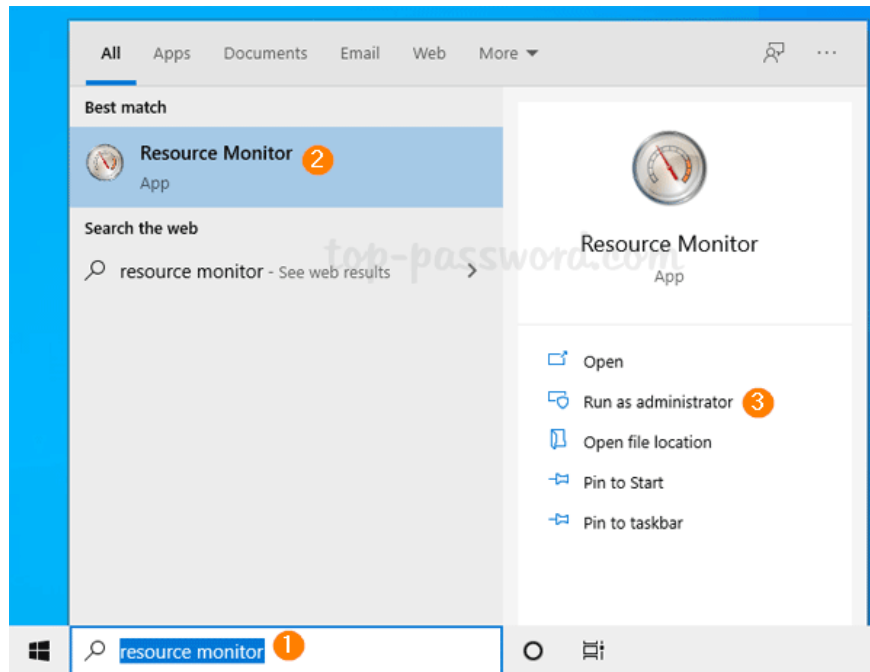 All Apps Documents Email Web More ...
Best match
Resource Monitor 2
App
Search the web
resource monitor - See web results
top-password.com
Resource Monitor
App
Open
Run as administrator 3
Open file location
Pin to Start
Pin to taskbar
resource monitor 1